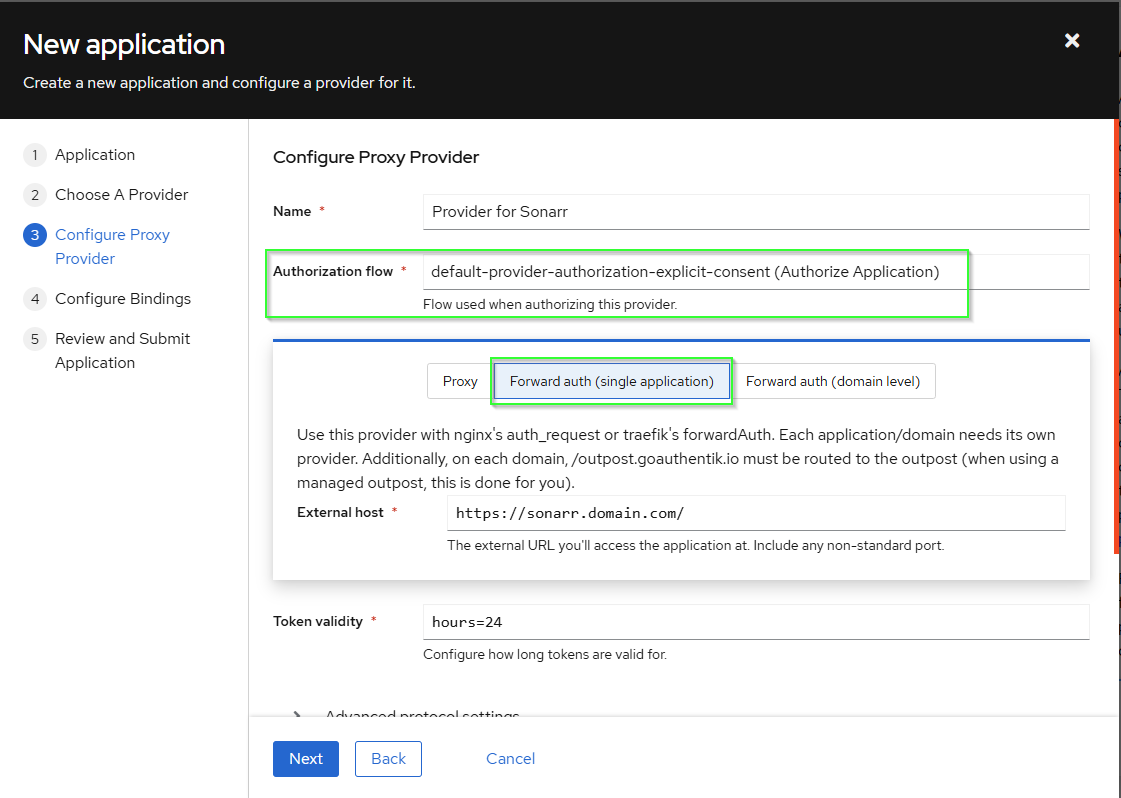 New application
Create a new application and configure a provider for it.
1 Application
2 Choose A Provider
3 Configure Proxy
Provider
4 Configure Bindings
5 Review and Submit
Application
Configure Proxy Provider
Name *
Provider for Sonarr
Authorization flow *
default-provider-authorization-explicit-consent (Authorize Application)
Flow used when authorizing this provider.
Proxy
Forward auth (single application)
Forward auth (domain level)
Use this provider with nginx's auth_request or traefik's forwardAuth. Each application/domain needs its own
provider. Additionally, on each domain, /outpost.goauthentik.io must be routed to the outpost (when using a
managed outpost, this is done for you).
External host *
https://sonarr.domain.com/
The external URL you'll access the application at. Include any non-standard port.
Token validity *
hours=24
Configure how long tokens are valid for.
Advanced protocol settings
Next
Back
Cancel